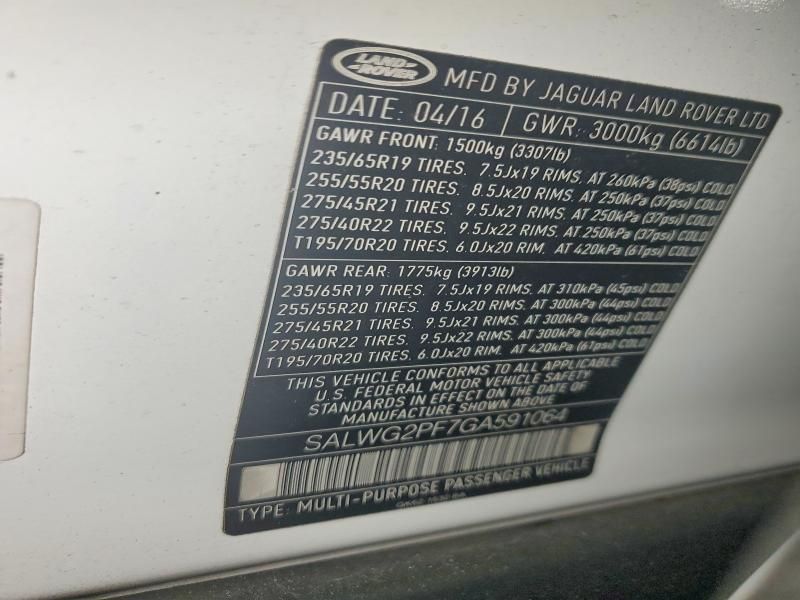 LAND ROVER
MFD BY JAGUAR LAND ROVER LTD
DATE: 04/16 GWR: 3000kg (6614lb)
GAWR FRONT: 1500kg (3307lb)
235/65R19 TIRES. 7.5Jx19 RIMS. AT 260kPa (38psi) COLD
255/55R20 TIRES. 8.5Jx20 RIMS. AT 250kPa (37psi) COLD
275/45R21 TIRES. 9.5Jx21 RIMS. AT 250kPa (37psi) COLD
275/40R22 TIRES. 9.5Jx22 RIMS. AT 250kPa (37psi) COLD
T195/70R20 TIRES. 6.0Jx20 RIM. AT 420kPa (61psi) COLD
GAWR REAR: 1775kg (3913lb)
235/65R19 TIRES. 7.5Jx19 RIMS. AT 310kPa (45psi) COLD
255/55R20 TIRES. 8.5Jx20 RIMS. AT 300kPa (44psi) COLD
275/45R21 TIRES. 9.5Jx21 RIMS. AT 300kPa (44psi) COLD
275/40R22 TIRES. 9.5Jx22 RIMS. AT 300kPa (44psi) COLD
T195/70R20 TIRES. 6.0Jx20 RIM. AT 420kPa (61psi) COLD
THIS VEHICLE CONFORMS TO ALL APPLICABLE
U.S. FEDERAL MOTOR VEHICLE SAFETY
STANDARDS IN EFFECT ON THE DATE OF
MANUFACTURE SHOWN ABOVE
SALWG2PF7GA591064
TYPE: MULTI-PURPOSE PASSENGER VEHICLE